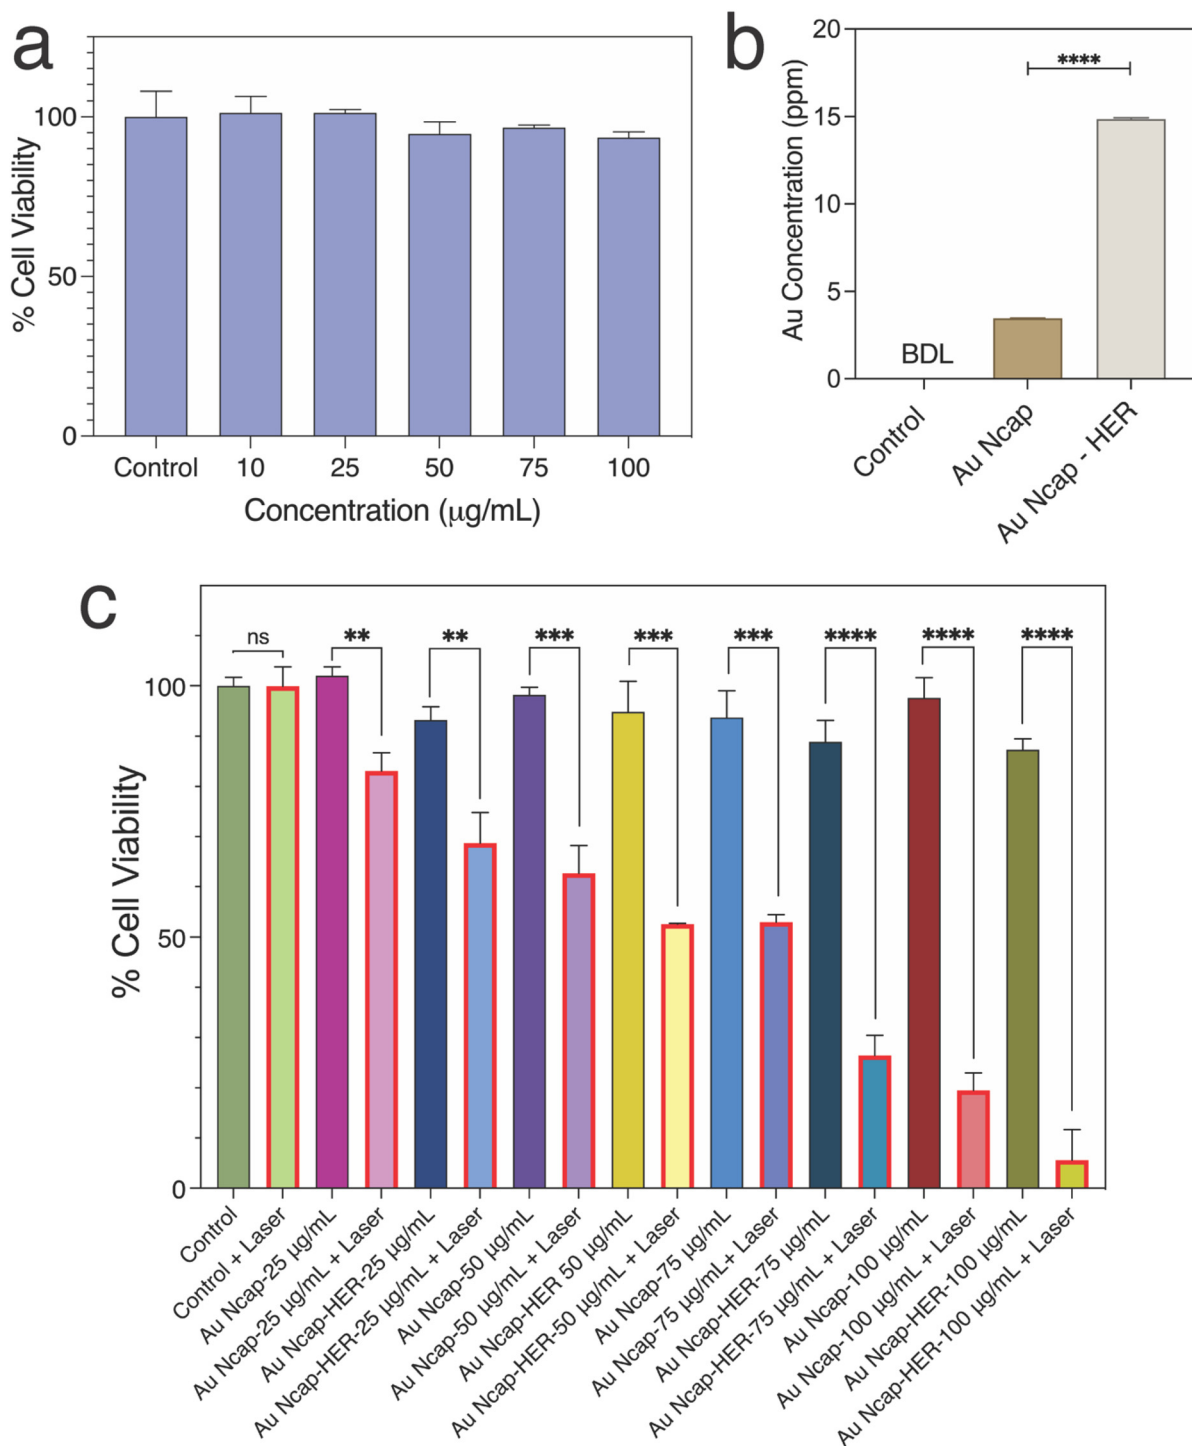 a
% Cell Viability
100
50
0
Control 10 25 50 75 100
Concentration (μg/mL)
b
Au Concentration (ppm)
20
15
10
5
0
****
BDL
Control
Au Ncap
Au Ncap - HER
c
% Cell Viability
100
50
0
ns ** ** *** *** *** **** **** ****
Control
Control + Laser
Au Ncap-25 μg/mL
Au Ncap-25 μg/mL + Laser
Au Ncap-HER-25 μg/mL
Au Ncap-HER-25 μg/mL + Laser
Au Ncap-50 μg/mL
Au Ncap-50 μg/mL + Laser
Au Ncap-HER 50 μg/mL
Au Ncap-HER-50 μg/mL + Laser
Au Ncap-75 μg/mL
Au Ncap-75 μg/mL+ Laser
Au Ncap-HER-75 μg/mL
Au Ncap-HER-75 μg/mL + Laser
Au Ncap-100 μg/mL
Au Ncap-100 μg/mL + Laser
Au Ncap-HER-100 μg/mL
Au Ncap-HER-100 μg/mL + Laser